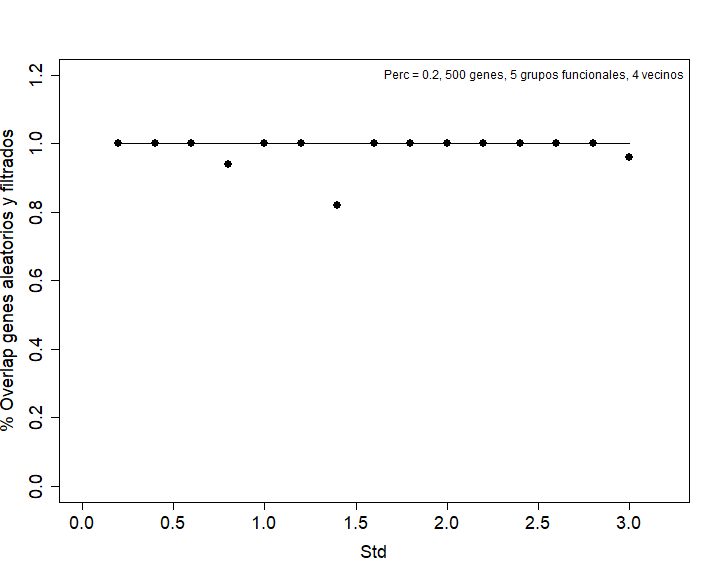 Perc = 0.2, 500 genes, 5 grupos funcionales, 4 vecinos
% Overlap genes aleatorios y filtrados
1.2
1.0
0.8
0.6
0.4
0.2
0.0
0.0 0.5 1.0 1.5 2.0 2.5 3.0
Std